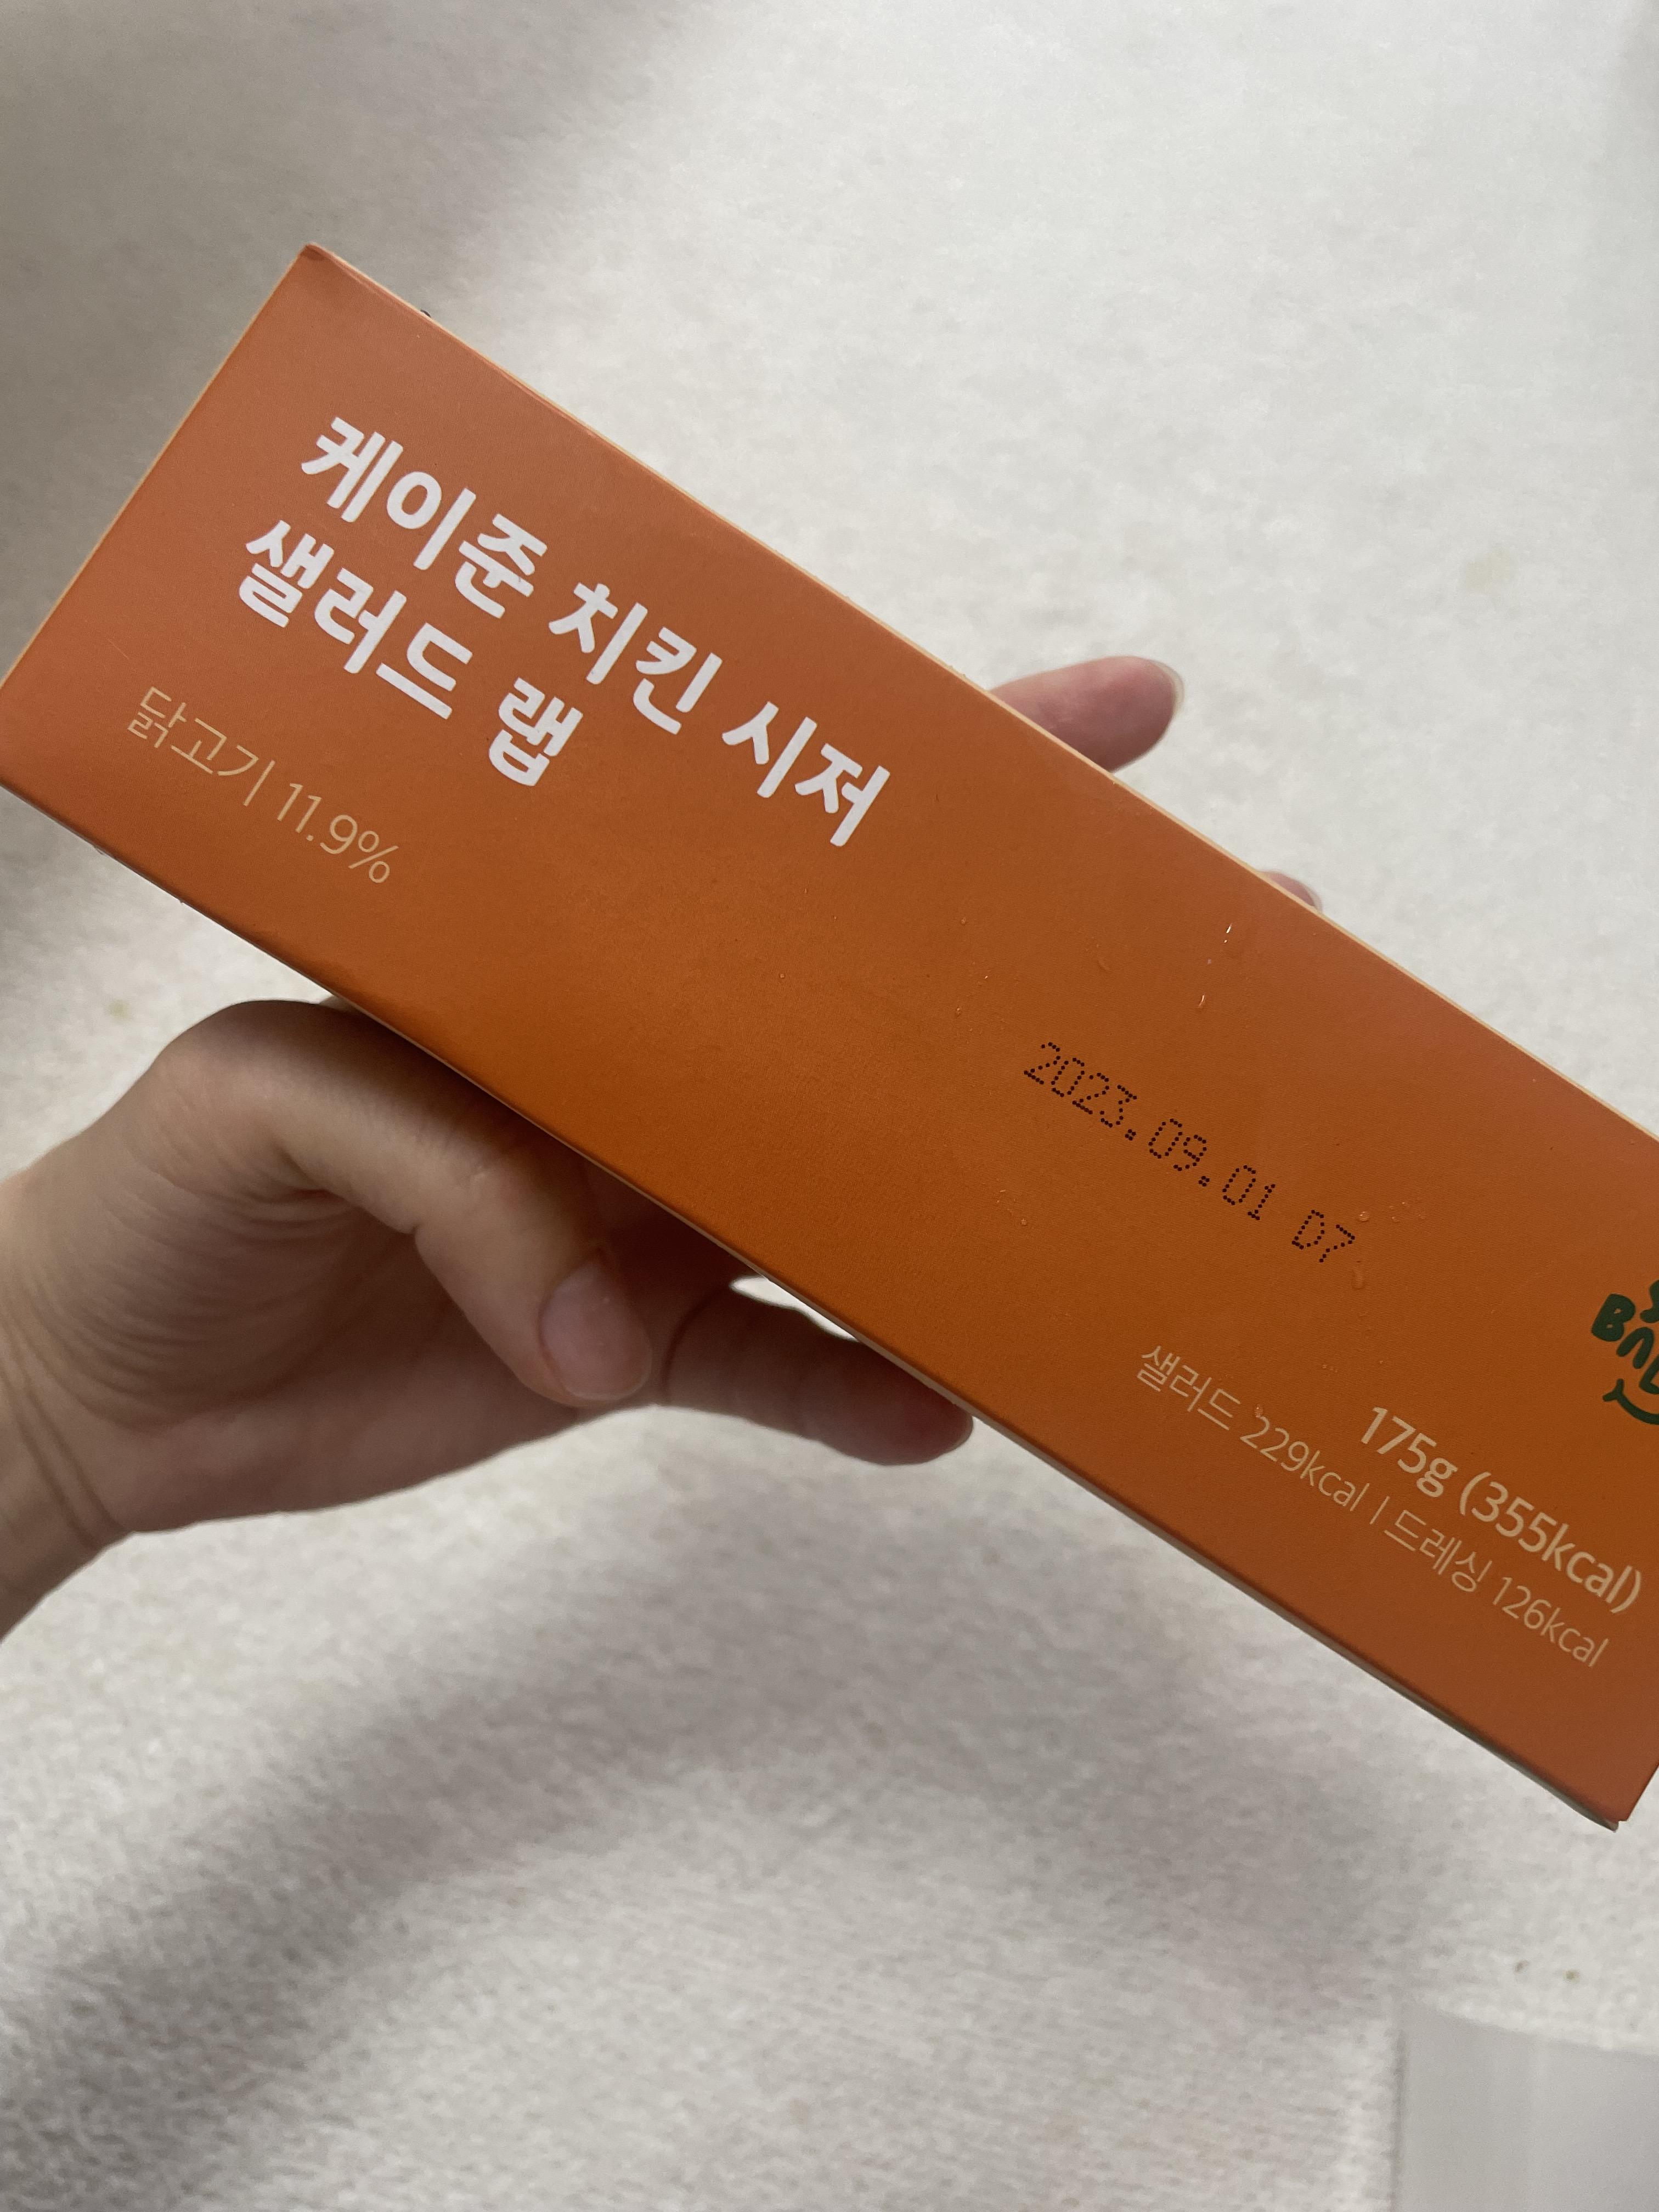 케이준 치킨 시저
샐러드 랩
닭고기 11.9%
2023.09.01 D7
175g (355kcal)
샐러드 229kcal | 드레싱 126kcal